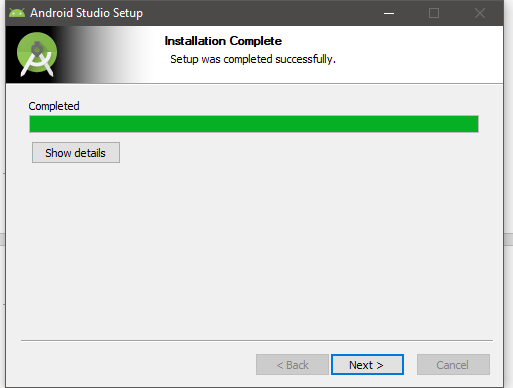 Android Studio Setup
Installation Complete
Setup was completed successfully.
Completed
Show details
< Back
Next >
Cancel